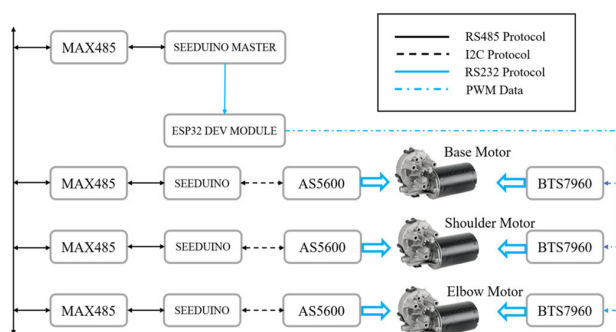 MAX485
SEEDUINO MASTER
RS485 Protocol
I2C Protocol
RS232 Protocol
PWM Data
ESP32 DEV MODULE
Base Motor
MAX485
SEEDUINO
AS5600
BTS7960
Shoulder Motor
MAX485
SEEDUINO
AS5600
BTS7960
Elbow Motor
MAX485
SEEDUINO
AS5600
BTS7960